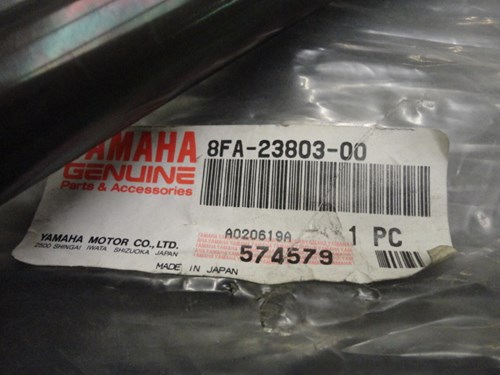 YAMAHA 8FA-23803-00
GENUINE
Parts & Accessories
A020619A 1 PC
YAMAHA MOTOR CO., LTD.
2500 SHINGAI IWATA SHIZUOKA JAPAN
574579
MADE IN JAPAN